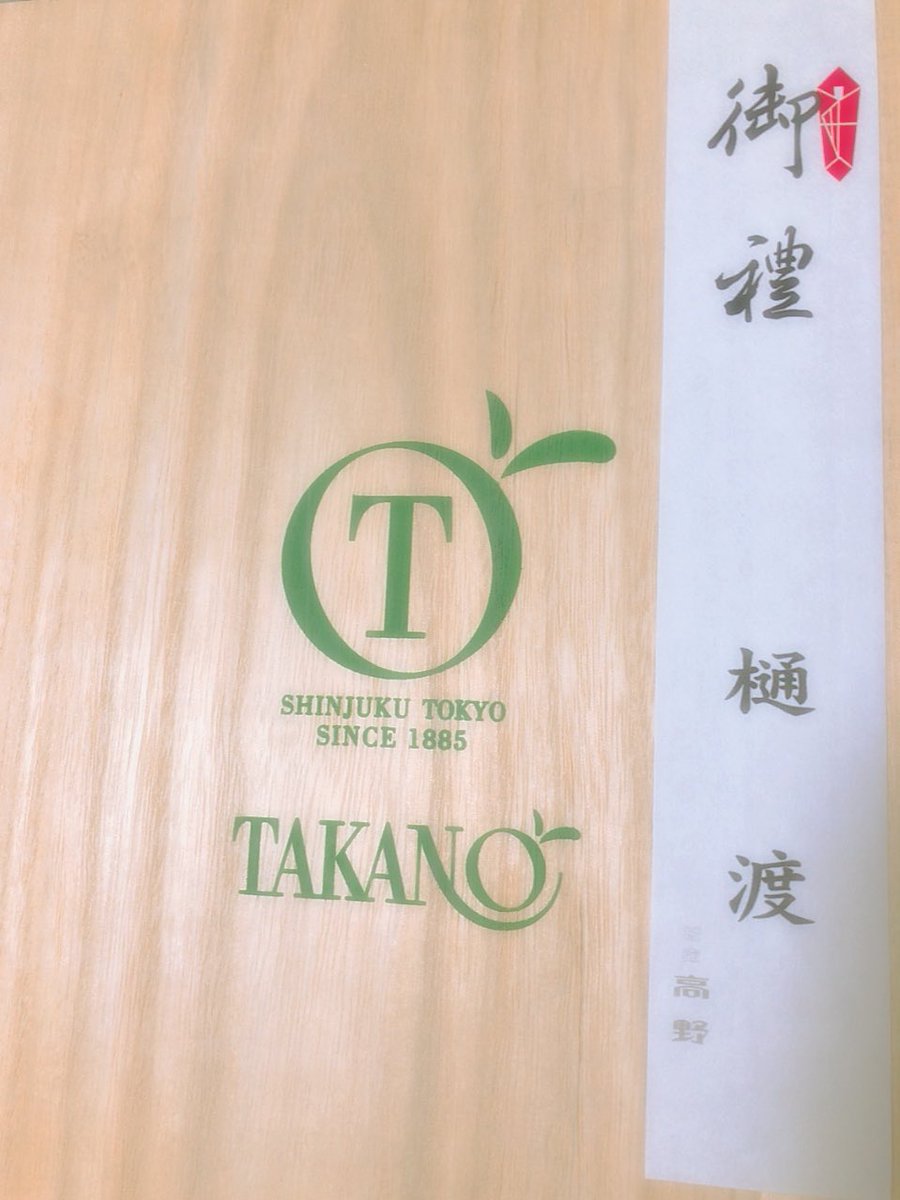 御禮
樋渡
高野
T
SHINJUKU TOKYO
SINCE 1885
TAKANO